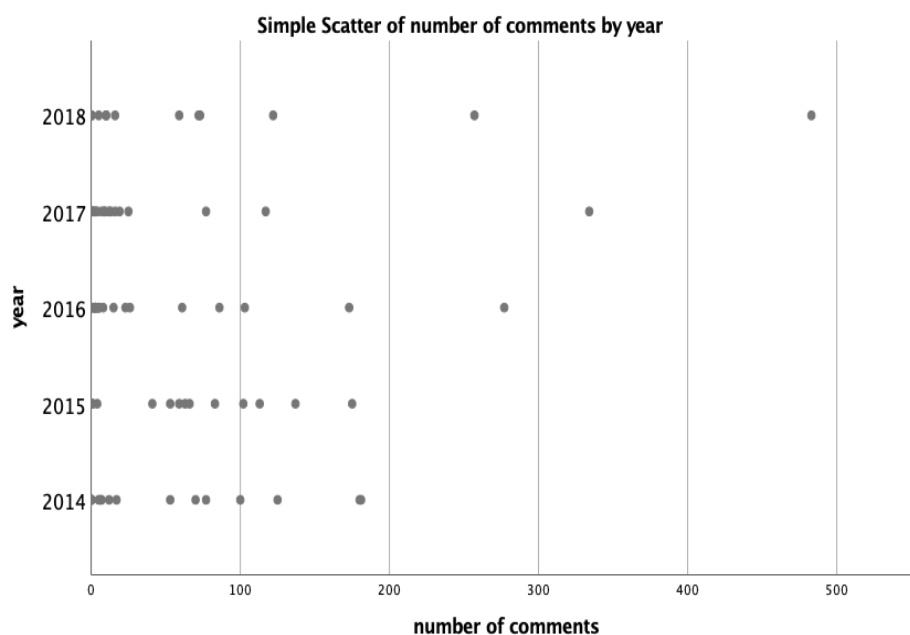 Simple Scatter of number of comments by year
2018
2017
2016
2015
2014
year
0 100 200 300 400 500
number of comments